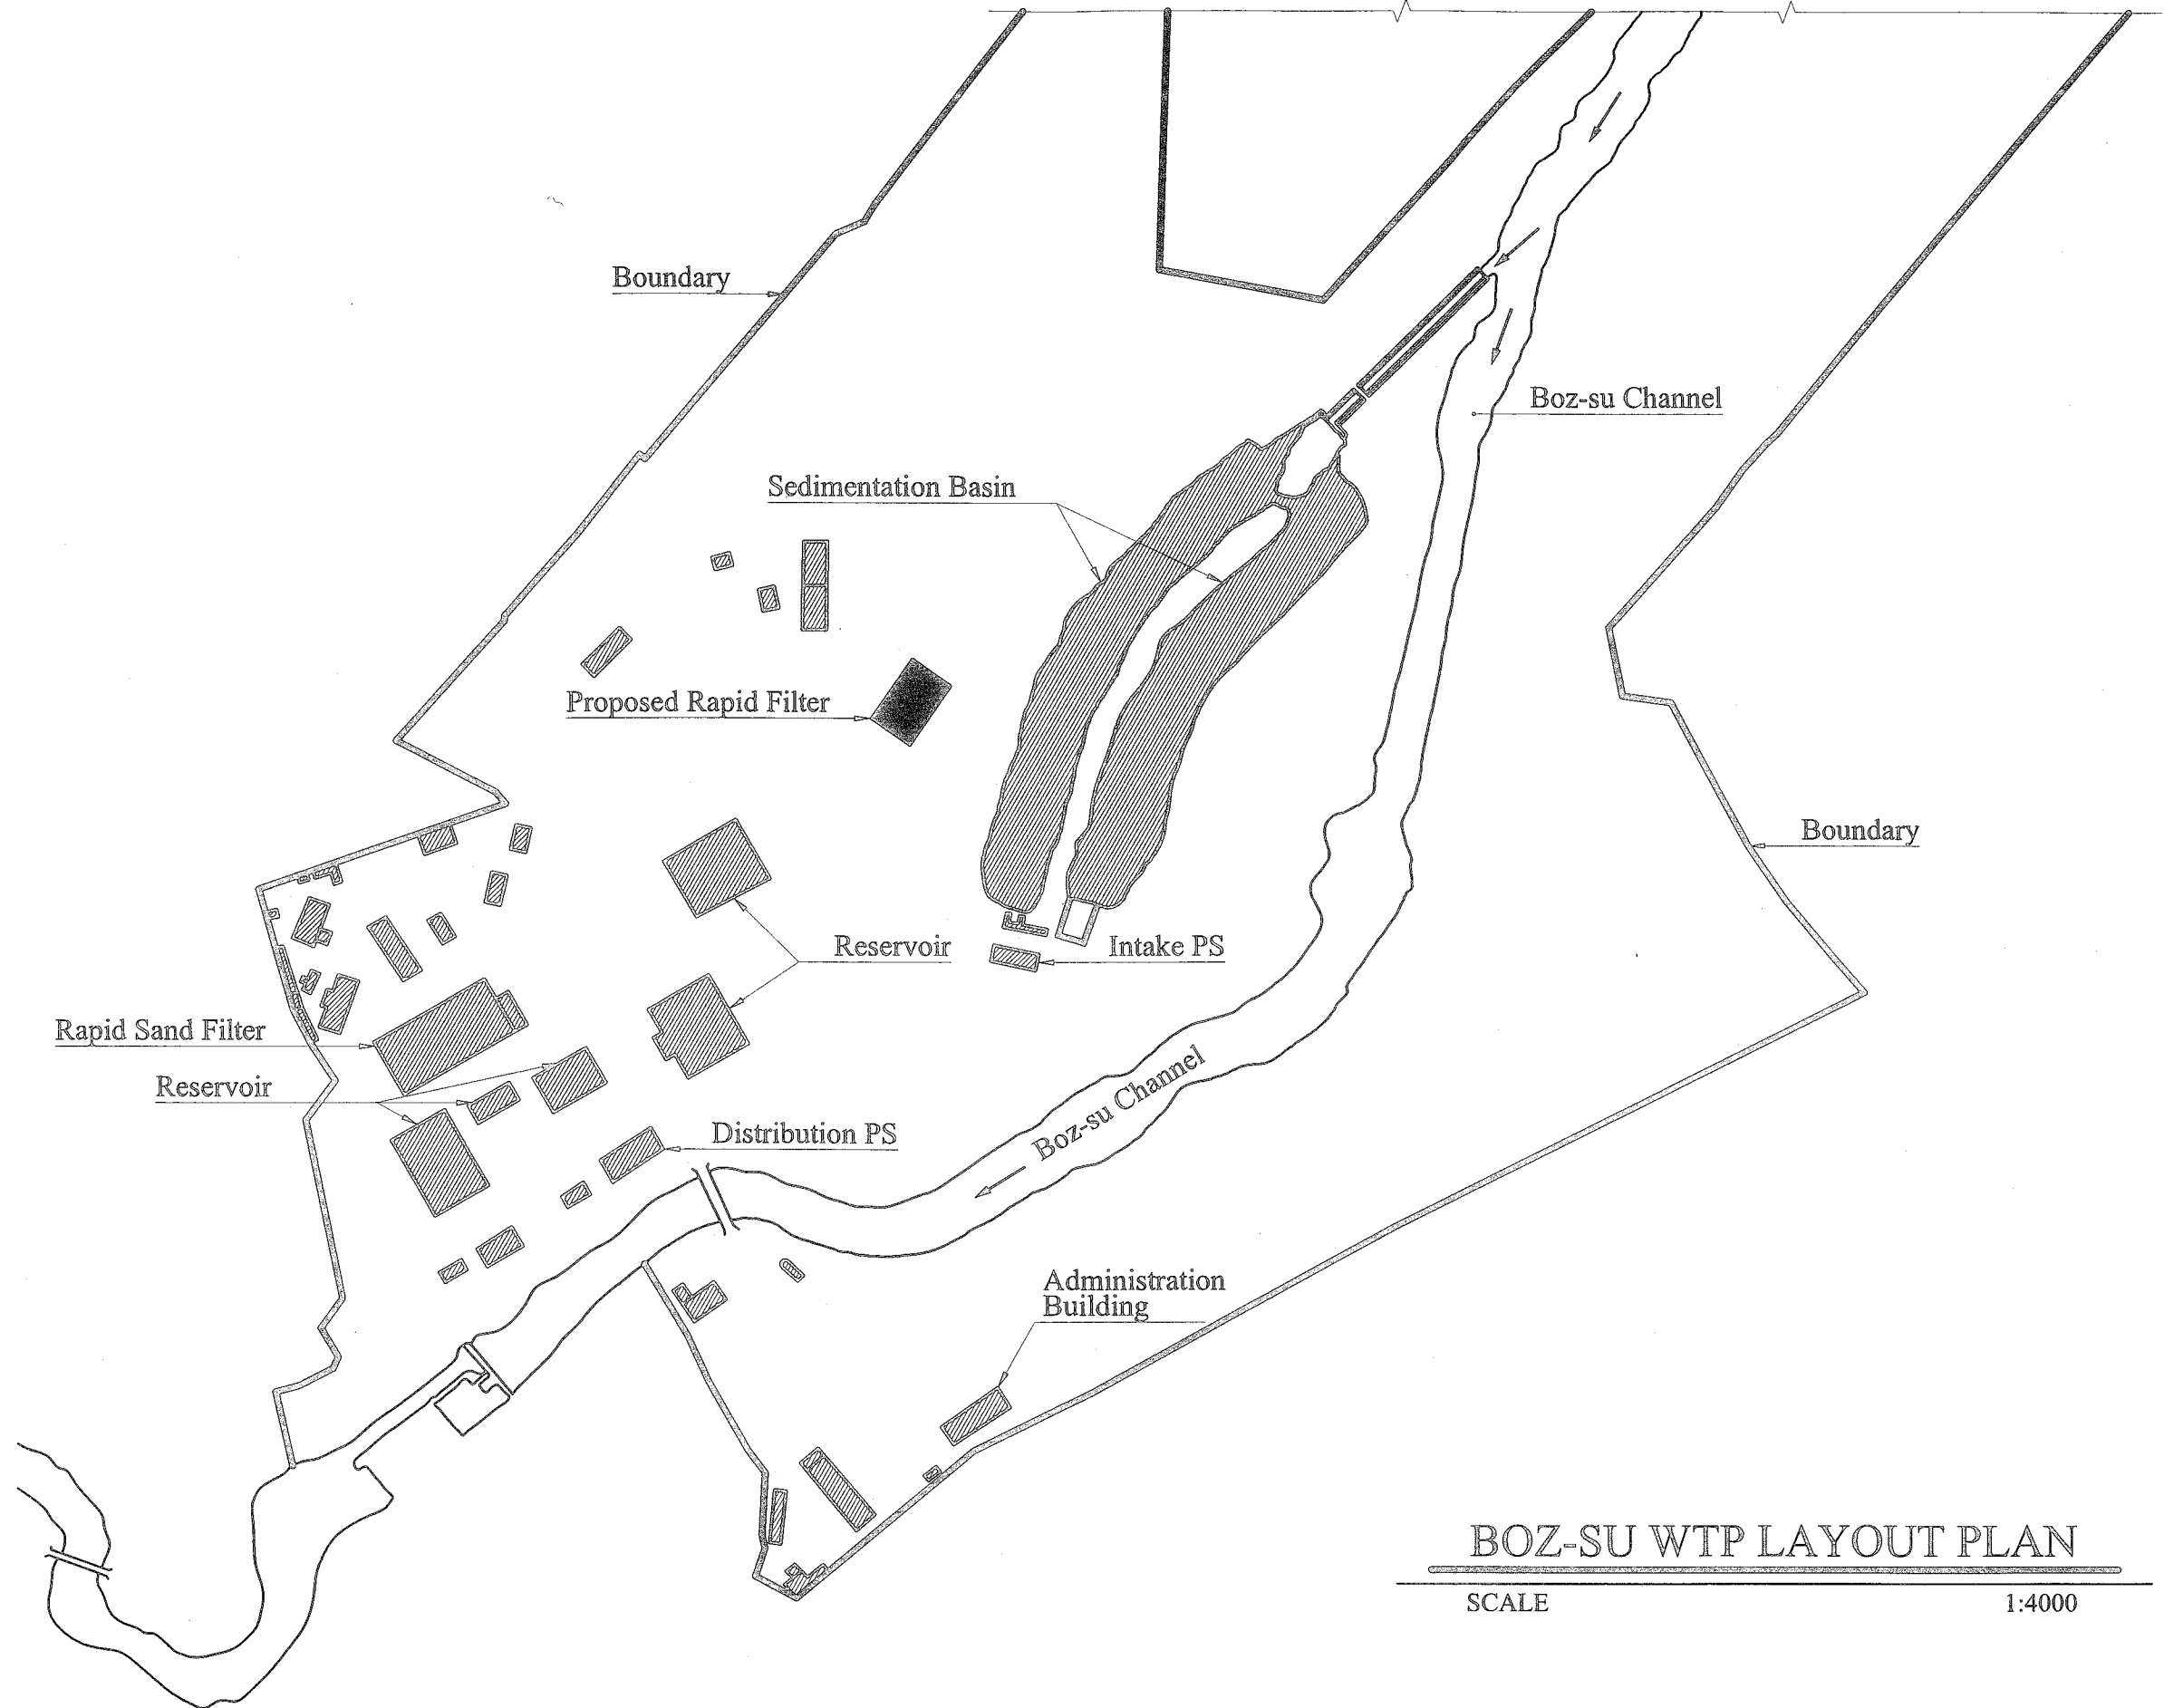 Boundary
Boz-su Channel
Sedimentation Basin
Proposed Rapid Filter
Boundary
Reservoir
Intake PS
Rapid Sand Filter
Reservoir
Boz-su Channel
Distribution PS
Administration
Building
BOZ-SU WTP LAYOUT PLAN
SCALE 1:4000